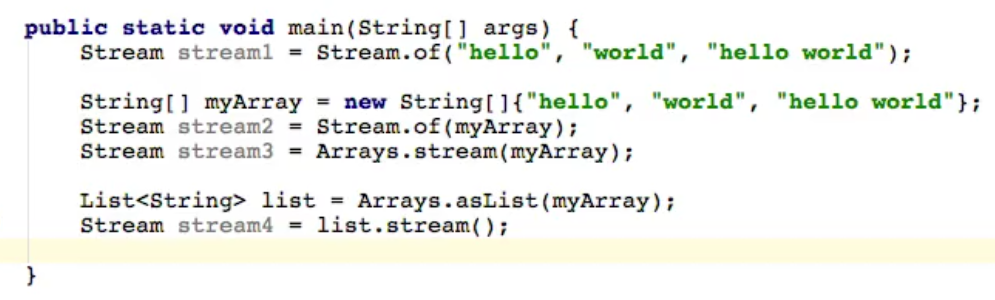 public static void main(String[] args) {
    Stream stream1 = Stream.of("hello", "world", "hello world");
    String[] myArray = new String[]{"hello", "world", "hello world"};
    Stream stream2 = Stream.of(myArray);
    Stream stream3 = Arrays.stream(myArray);
    List<String> list = Arrays.asList(myArray);
    Stream stream4 = list.stream();
}